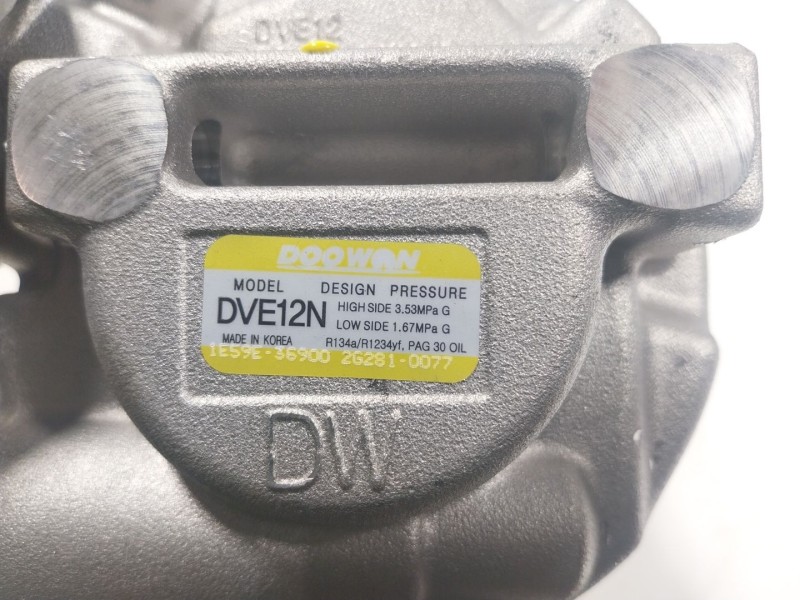 DVE12
DOOWON
MODEL DESIGN PRESSURE
DVE12N HIGH SIDE 3.53MPa G
LOW SIDE 1.67MPa G
MADE IN KOREA R134a/R1234yf, PAG 30 OIL
1E59E-36900 2G281-0077
DW